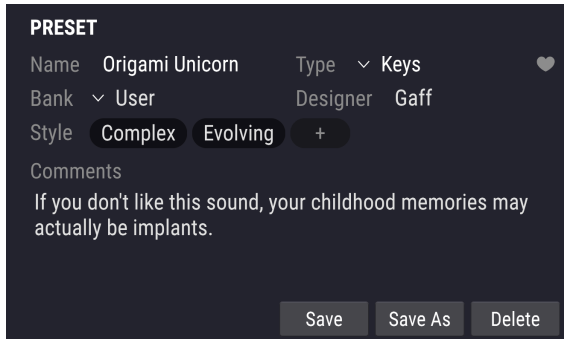 PRESET
Name Origami Unicorn Type Keys
Bank User Designer Gaff
Style Complex Evolving +
Comments
If you don't like this sound, your childhood memories may
actually be implants.
Save Save As Delete